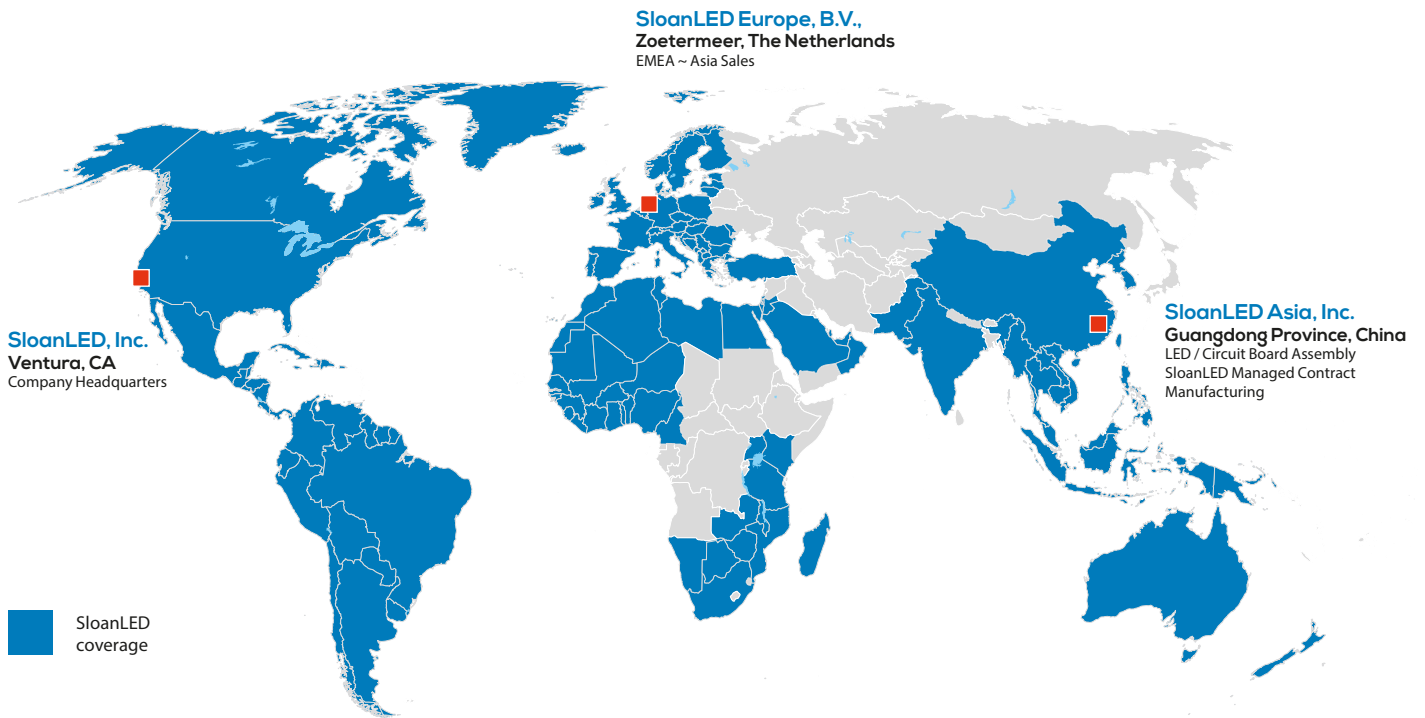 SloanLED Europe, B.V.,
Zoetermeer, The Netherlands
EMEA ~ Asia Sales
SloanLED, Inc.
Ventura, CA
Company Headquarters
SloanLED Asia, Inc.
Guangdong Province, China
LED / Circuit Board Assembly
SloanLED Managed Contract
Manufacturing
SloanLED
coverage